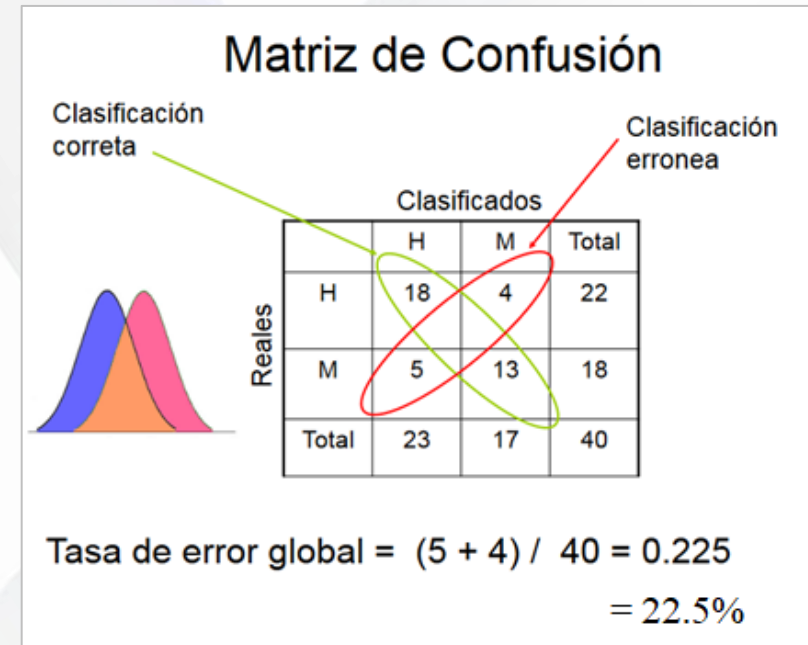 Matriz de Confusión
Clasificación
correta
Clasificación
erronea
Clasificados
H M Total
Reales
H 18 4 22
M 5 13 18
Total 23 17 40
Tasa de error global = (5 + 4) / 40 = 0.225
= 22.5%